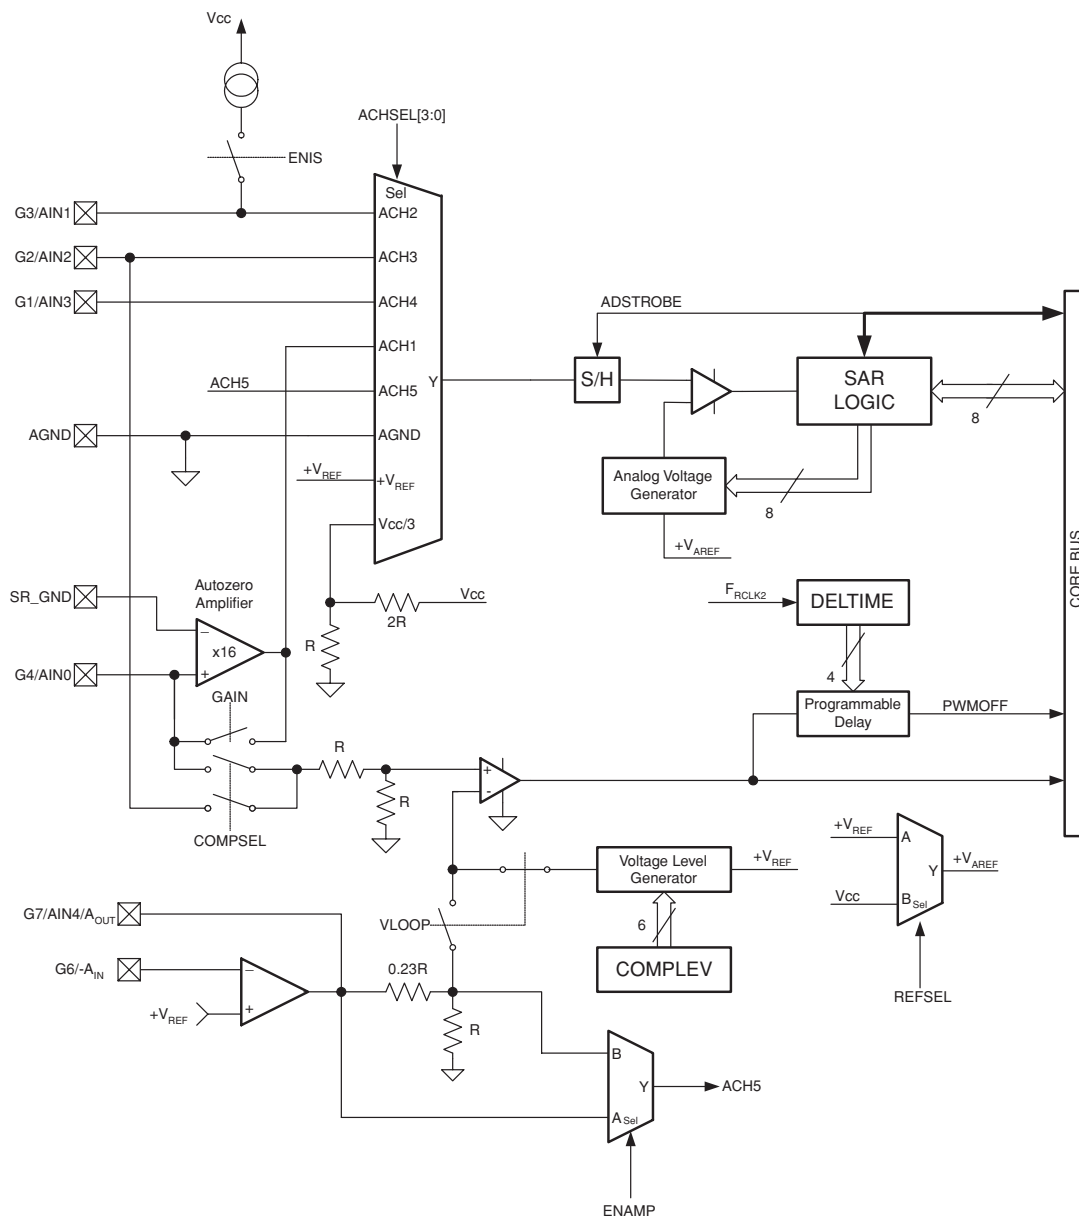 Vcc
ACHSEL[3:0]
ENIS
Sel
G3/AIN1
ACH2
G2/AIN2
ACH3
G1/AIN3
ACH4
ADSTROBE
ACH1
ACH5
ACH5
Y
S/H
SAR
LOGIC
8
AGND
AGND
+VREF
+VREF
Analog Voltage
Generator
8
Vcc/3
+VAREF
CORE BUS
Autozero
Amplifier
SR_GND
Vcc
2R
FRCLK2
DELTIME
–
x16
R
G4/AIN0
+
4
GAIN
Programmable
Delay
PWMOFF
R
+
-
R
COMPSEL
+VREF
A
Voltage Level
Generator
+VREF
Y
+VAREF
Vcc
BSel
G7/AIN4/AOUT
VLOOP
6
COMPLEV
G6/-AIN
–
0.23R
REFSEL
+VREF
+
R
B
Y
ACH5
ASel
ENAMP